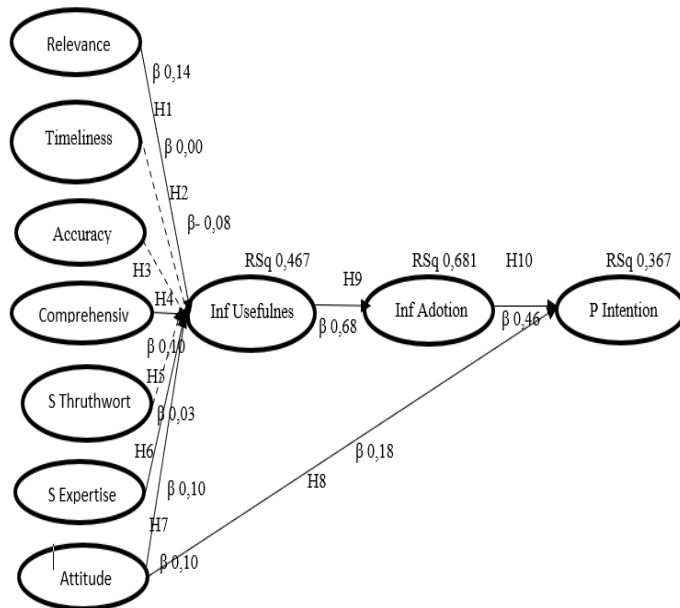 Relevance
β 0,14
H1
Timeliness
β 0,00
H2
β- 0,08
Accuracy
H3
RSq 0,467
RSq 0,681
H10
RSq 0,367
H9
H4
Comprehensiv
Inf Usefulnes
Inf Adotion
P Intention
β 0,68
β 0,46
β 0,10
H5
S Thruthwort
β 0,03
H6
β 0,18
H8
S Expertise
β 0,10
H7
β 0,10
Attitude